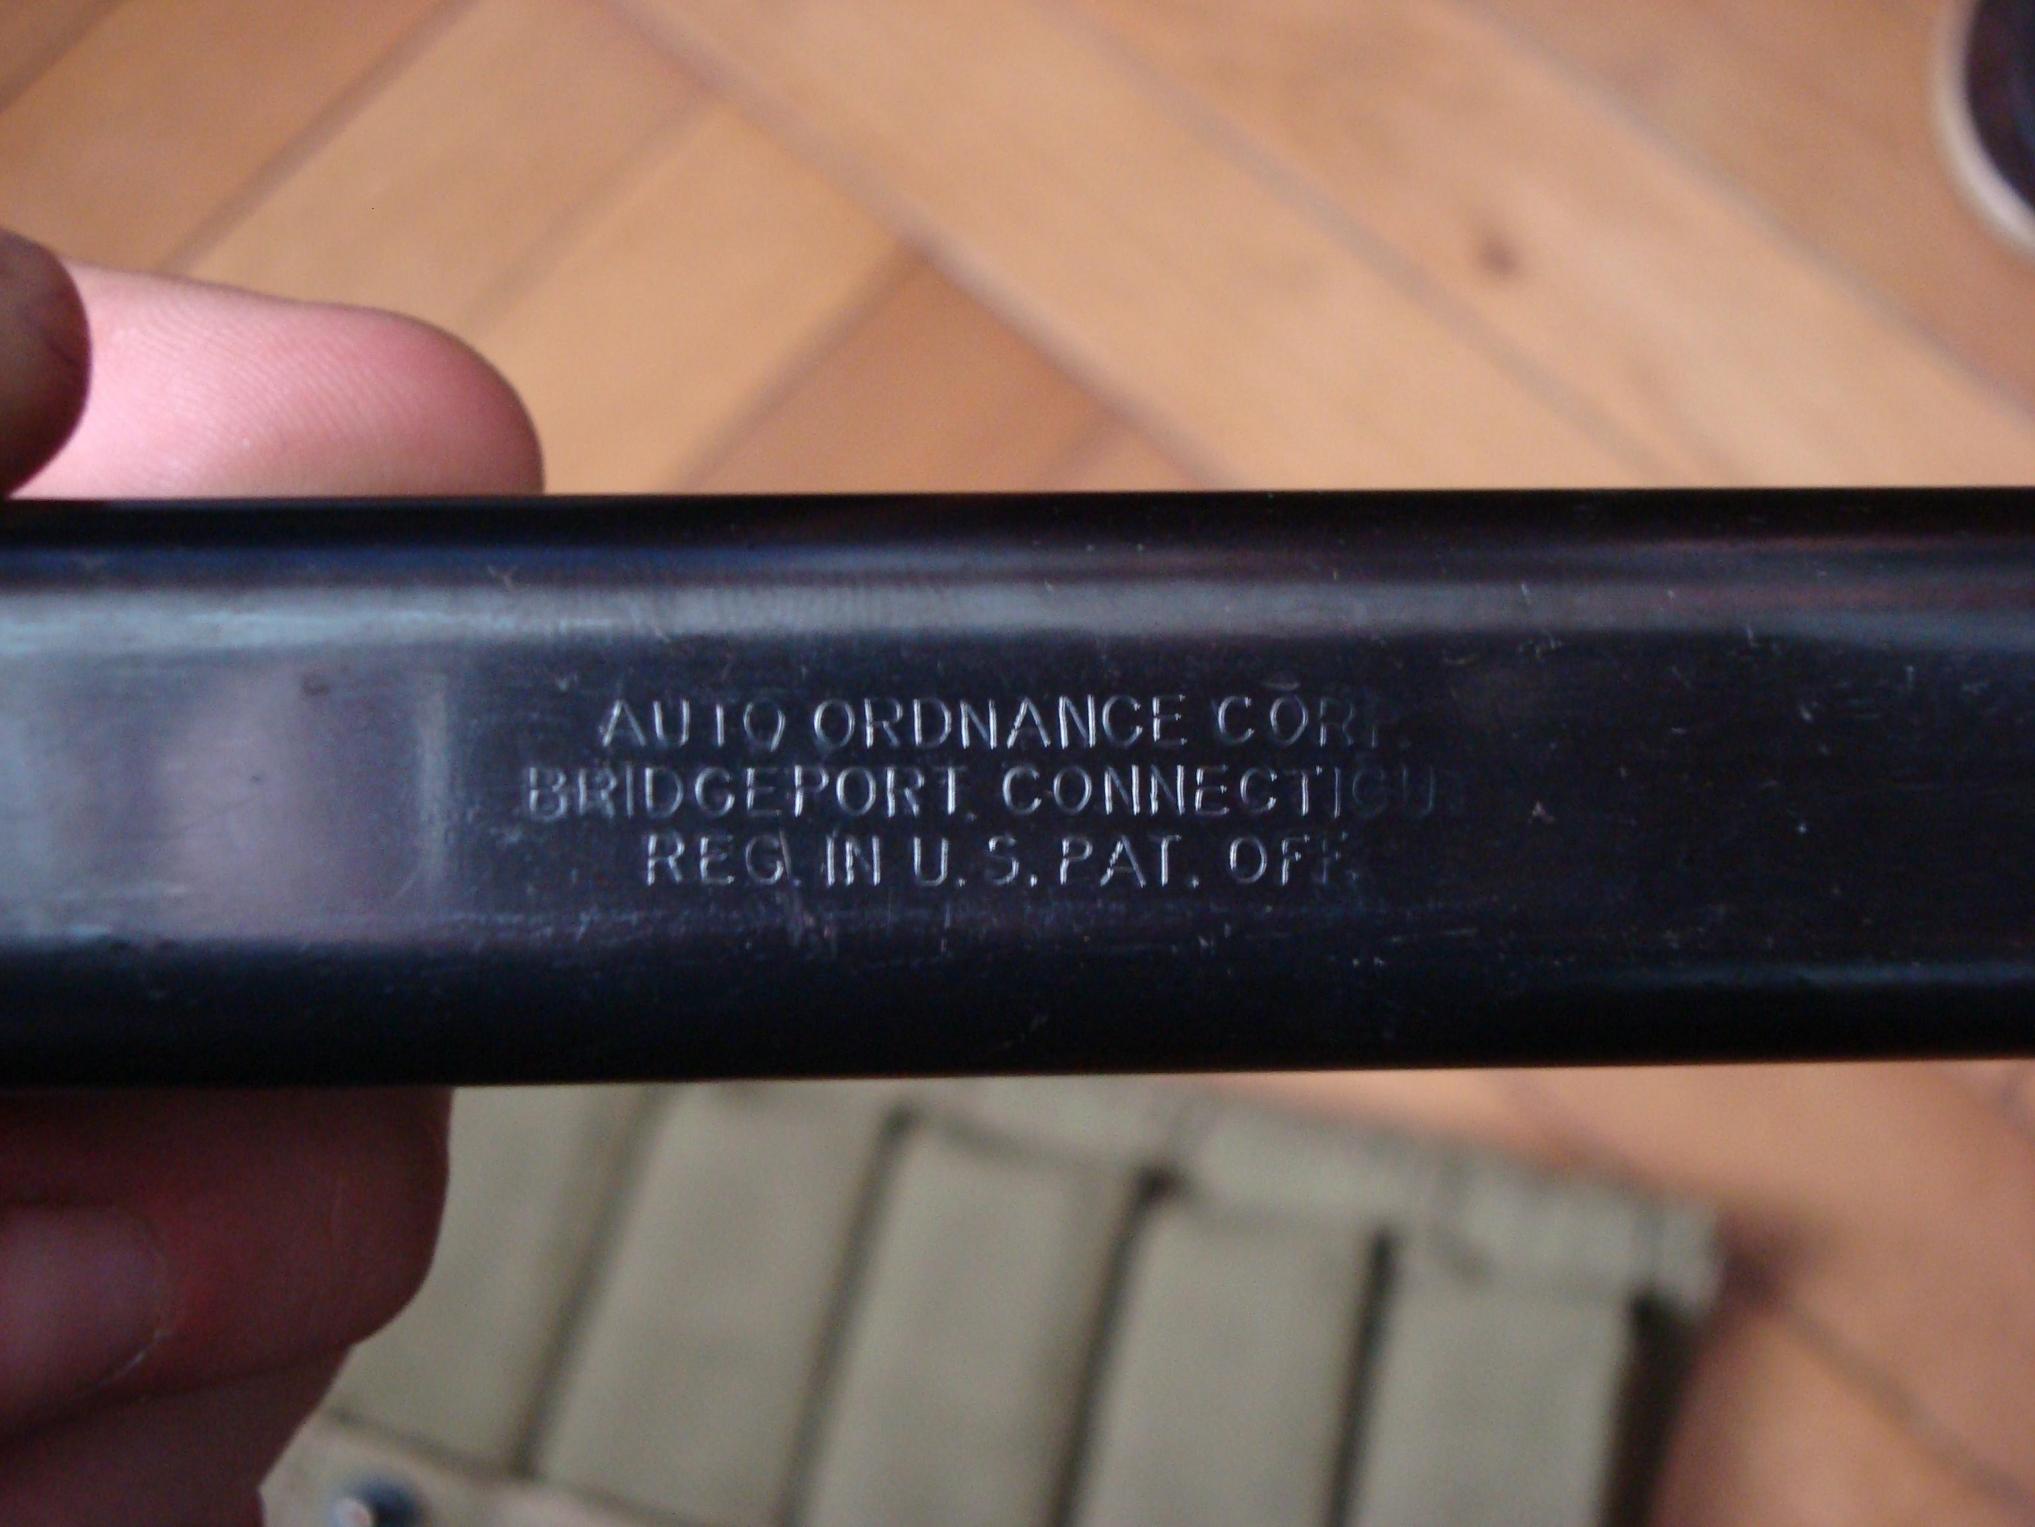 AUTO ORDNANCE CORP.
BRIDGEPORT, CONNECTICUT
REG. IN U.S. PAT. OFF.